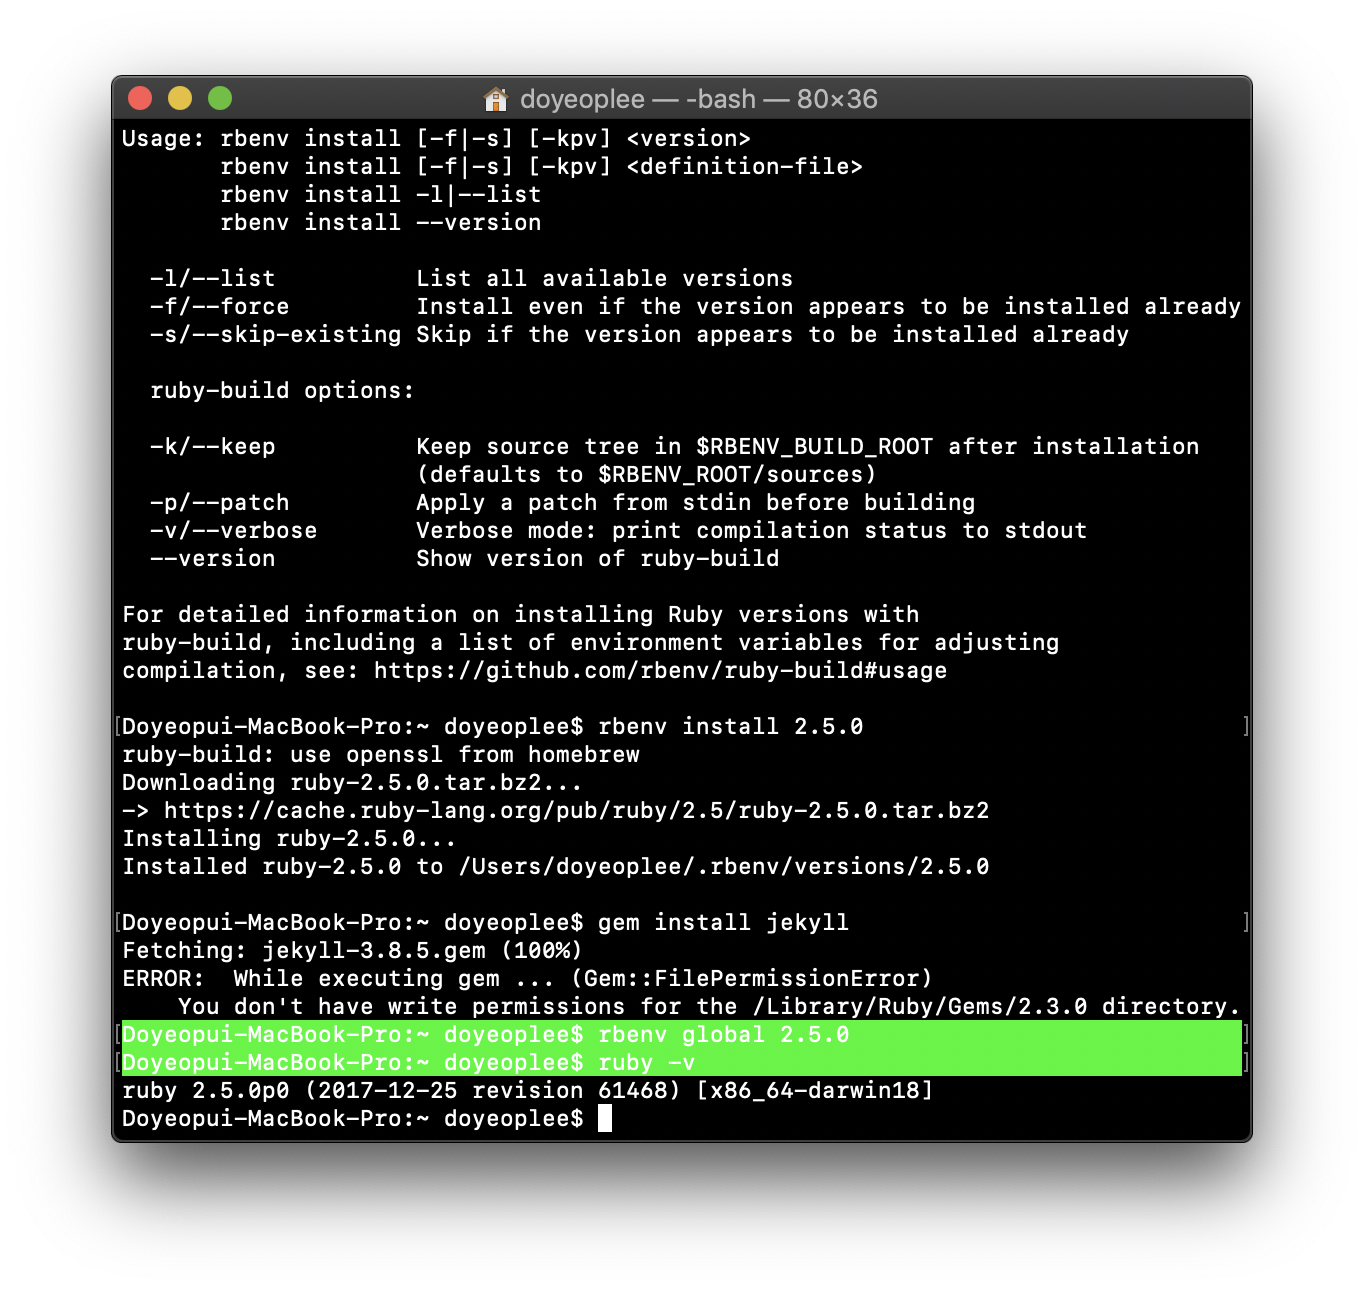 doyeoplee — -bash — 80×36
Usage: rbenv install [-f|-s] [-kpv] <version>
       rbenv install [-f|-s] [-kpv] <definition-file>
       rbenv install -l|--list
       rbenv install --version

  -l/--list          List all available versions
  -f/--force         Install even if the version appears to be installed already
  -s/--skip-existing Skip if the version appears to be installed already

  ruby-build options:

  -k/--keep          Keep source tree in $RBENV_BUILD_ROOT after installation
                     (defaults to $RBENV_ROOT/sources)
  -p/--patch         Apply a patch from stdin before building
  -v/--verbose       Verbose mode: print compilation status to stdout
  --version          Show version of ruby-build

For detailed information on installing Ruby versions with
ruby-build, including a list of environment variables for adjusting
compilation, see: https://github.com/rbenv/ruby-build#usage

[Doyeopui-MacBook-Pro:~ doyeoplee$ rbenv install 2.5.0]
ruby-build: use openssl from homebrew
Downloading ruby-2.5.0.tar.bz2...
-> https://cache.ruby-lang.org/pub/ruby/2.5/ruby-2.5.0.tar.bz2
Installing ruby-2.5.0...
Installed ruby-2.5.0 to /Users/doyeoplee/.rbenv/versions/2.5.0

[Doyeopui-MacBook-Pro:~ doyeoplee$ gem install jekyll]
Fetching: jekyll-3.8.5.gem (100%)
ERROR:  While executing gem ... (Gem::FilePermissionError)
    You don't have write permissions for the /Library/Ruby/Gems/2.3.0 directory.
[Doyeopui-MacBook-Pro:~ doyeoplee$ rbenv global 2.5.0]
[Doyeopui-MacBook-Pro:~ doyeoplee$ ruby -v]
ruby 2.5.0p0 (2017-12-25 revision 61468) [x86_64-darwin18]
Doyeopui-MacBook-Pro:~ doyeoplee$